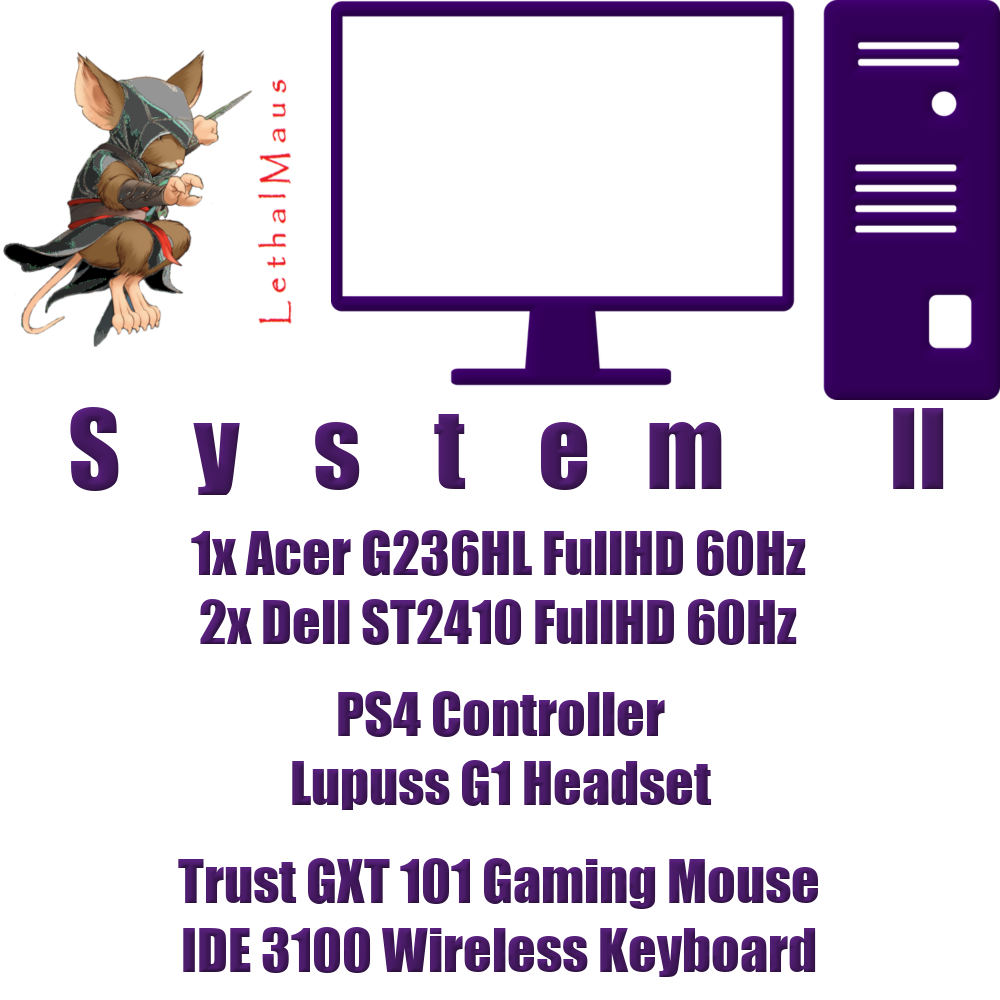 LethalMaus
System II
1x Acer G236HL FullHD 60Hz
2x Dell ST2410 FullHD 60Hz
PS4 Controller
Lupuss G1 Headset
Trust GXT 101 Gaming Mouse
IDE 3100 Wireless Keyboard